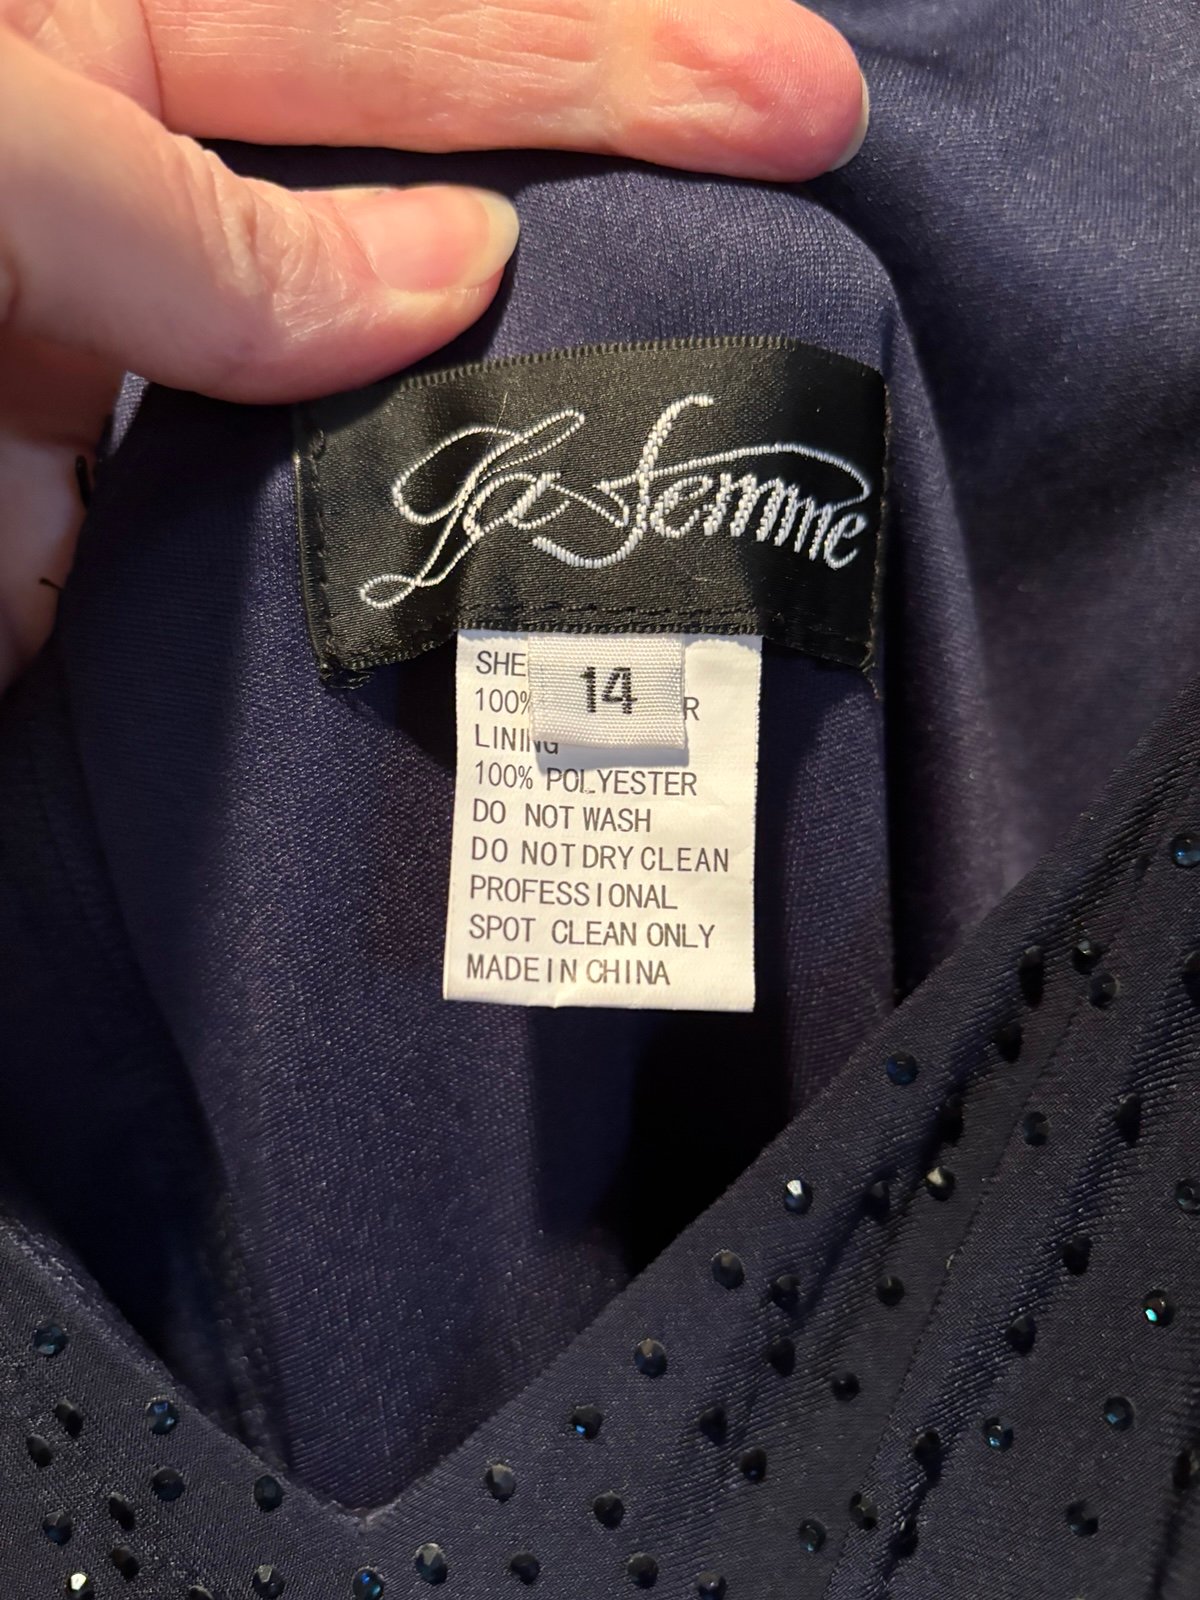 La Femme
14
SHE
100% R
LINING
100% POLYESTER
DO NOT WASH
DO NOT DRY CLEAN
PROFESSIONAL
SPOT CLEAN ONLY
MADE IN CHINA